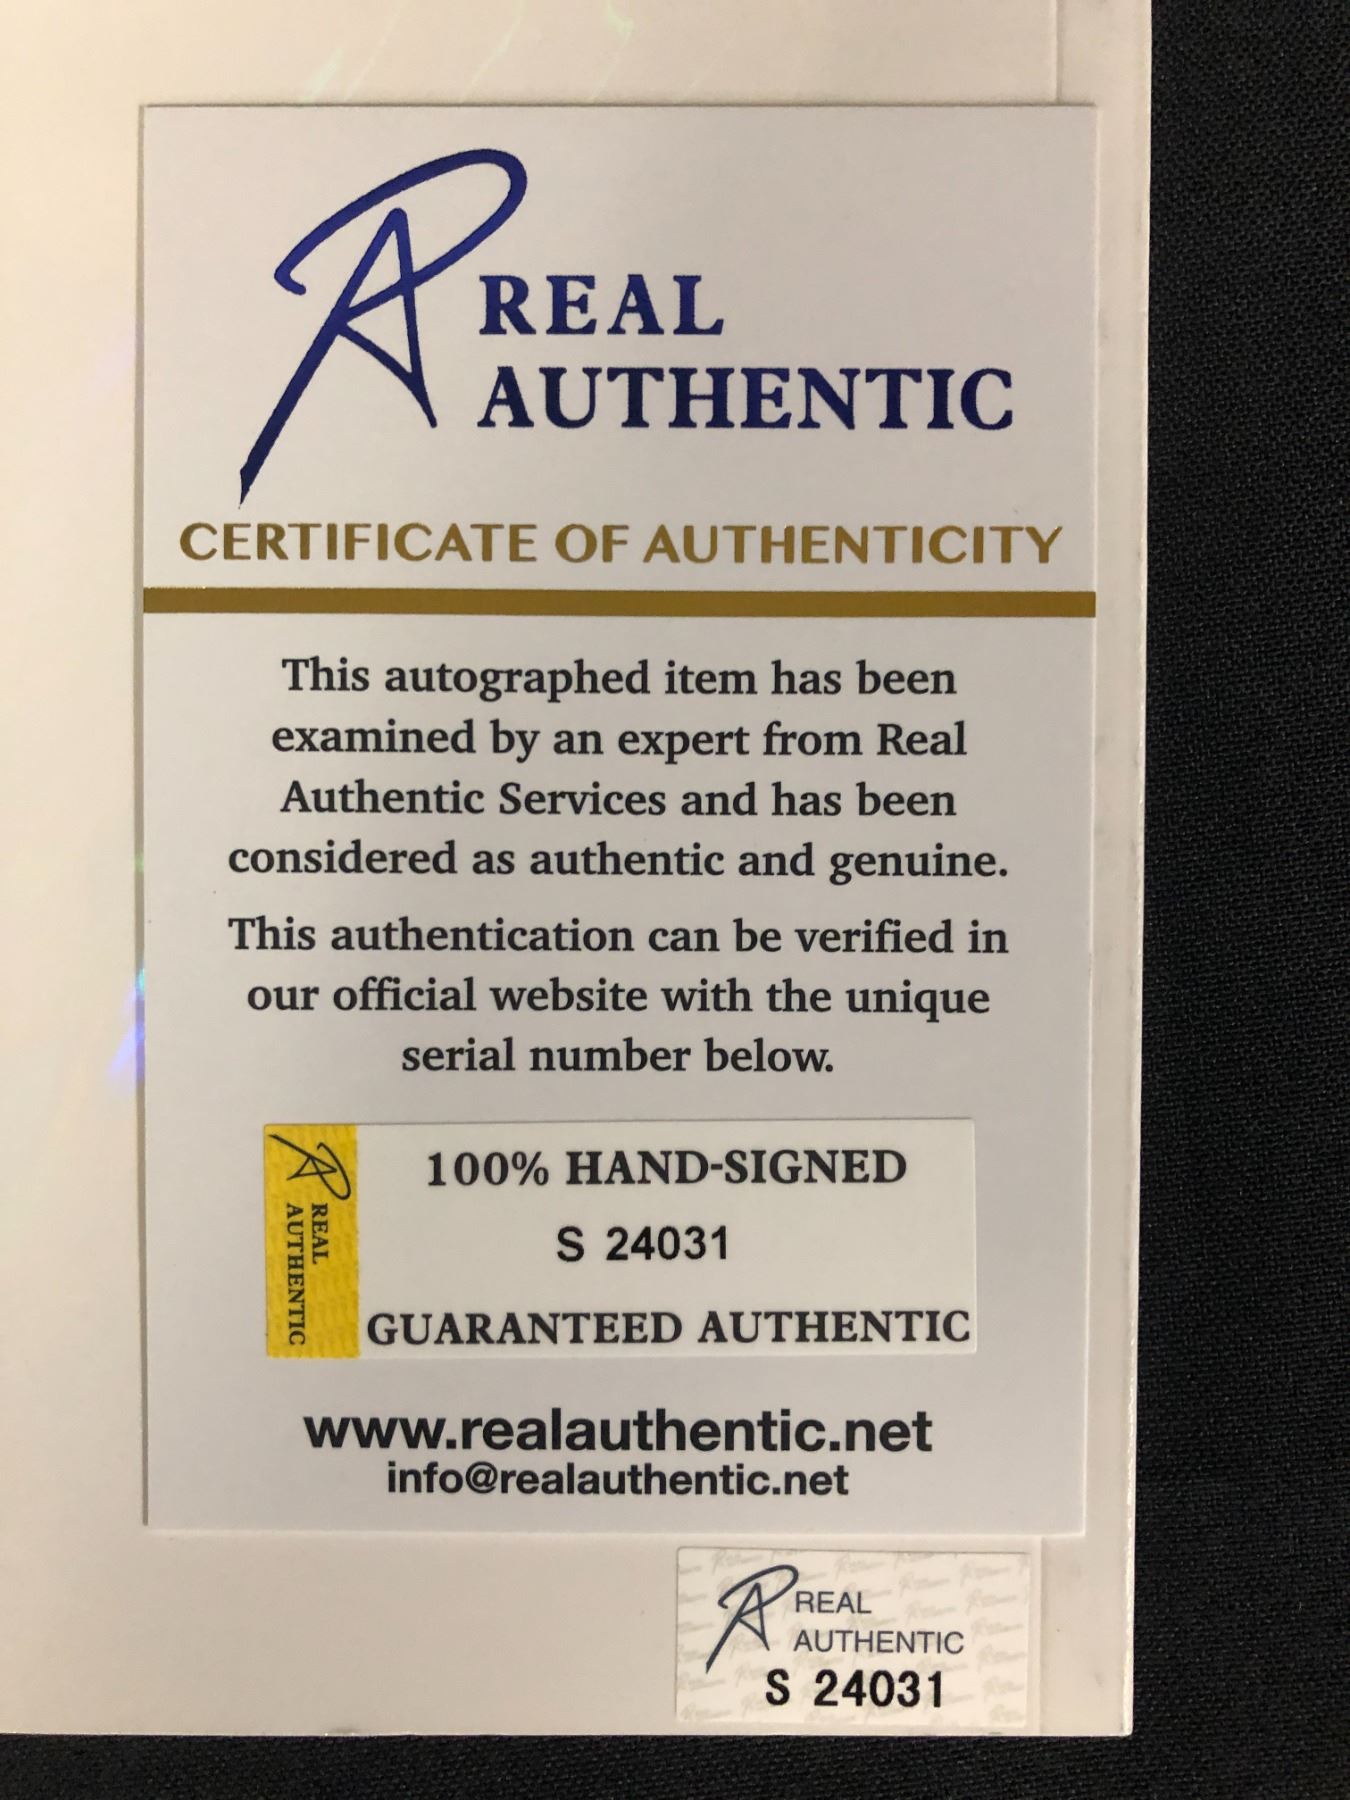 REAL
AUTHENTIC
CERTIFICATE OF AUTHENTICITY
This autographed item has been
examined by an expert from Real
Authentic Services and has been
considered as authentic and genuine.
This authentication can be verified in
our official website with the unique
serial number below.
REAL
AUTHENTIC
100% HAND-SIGNED
S 24031
GUARANTEED AUTHENTIC
www.realauthentic.net
info@realauthentic.net
REAL
AUTHENTIC
S 24031